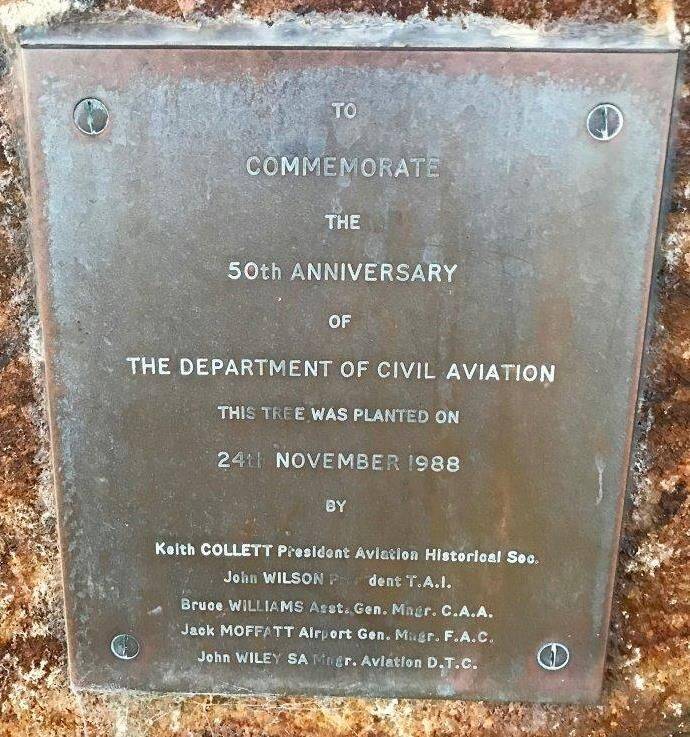 TO
COMMEMORATE
THE
50th ANNIVERSARY
OF
THE DEPARTMENT OF CIVIL AVIATION
THIS TREE WAS PLANTED ON
24th NOVEMBER 1988
BY
Keith COLLETT President Aviation Historical Soc.
John WILSON President T.A.I.
Bruce WILLIAMS Asst. Gen. Mngr. C.A.A.
Jack MOFFATT Airport Gen. Mngr. F.A.C.
John WILEY SA Mngr. Aviation D.T.C.